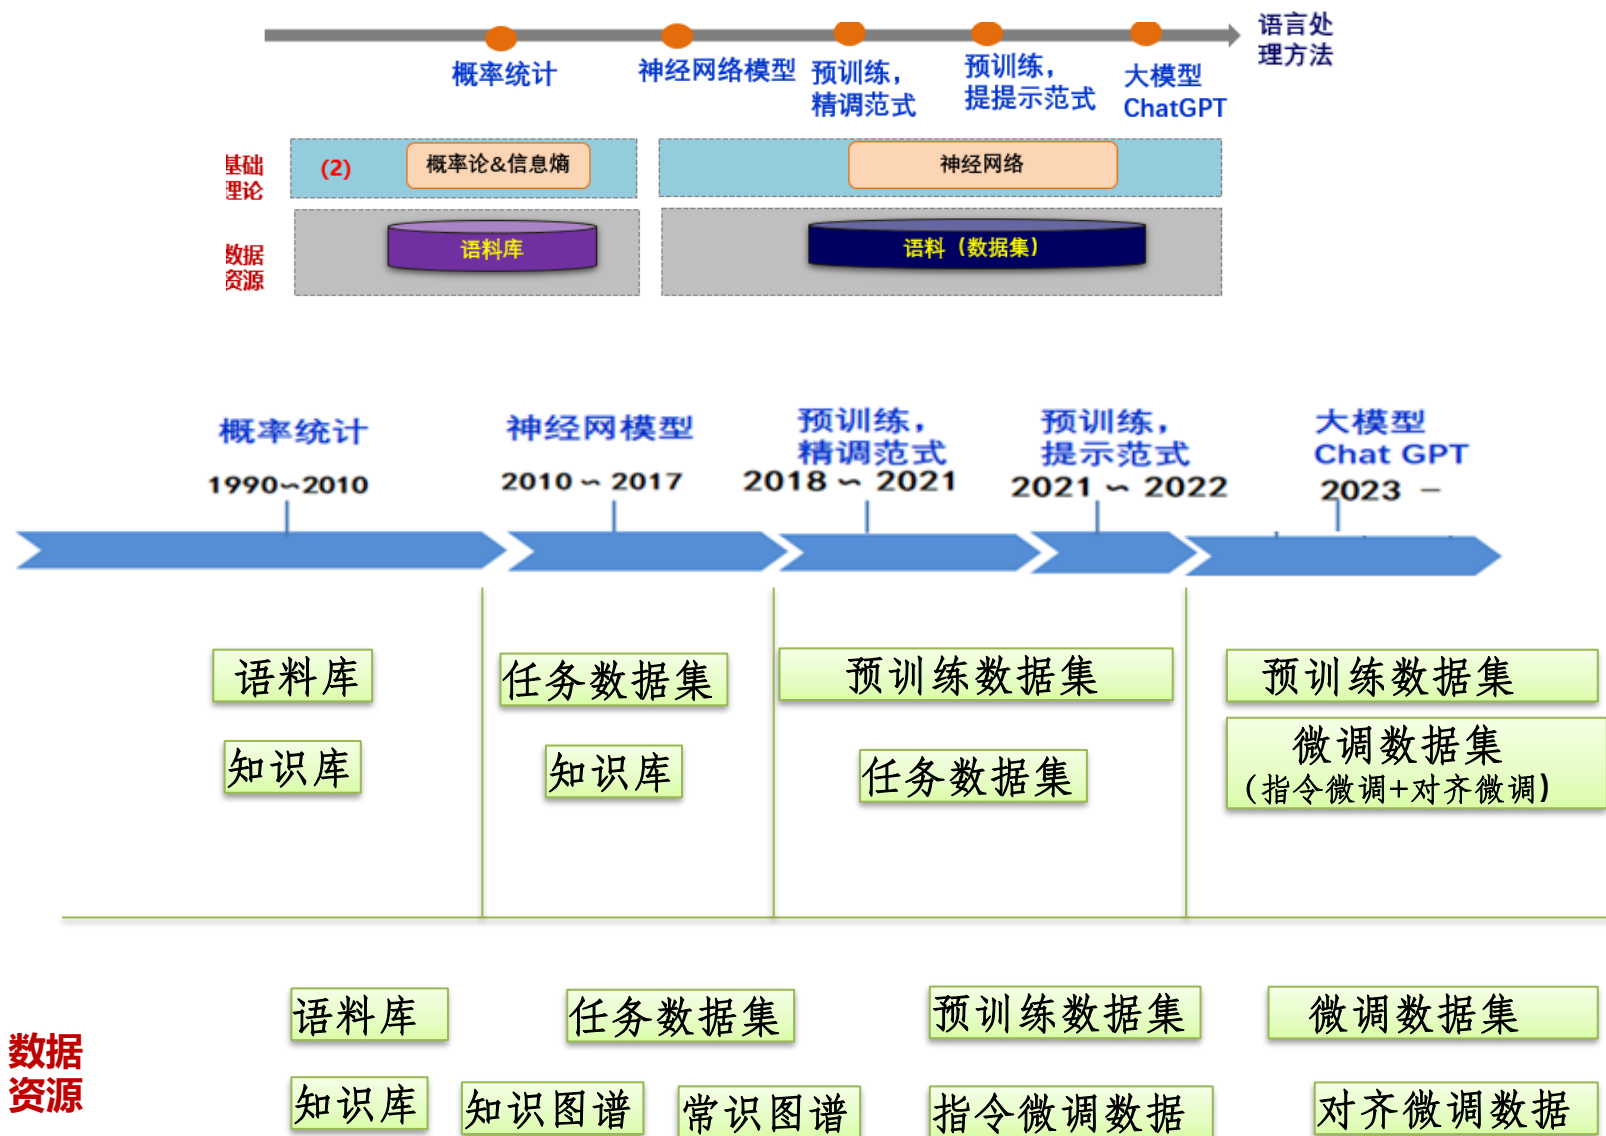 语言处
理方法
概率统计
神经网络模型
预训练，
精调范式
预训练，
提提示范式
大模型
ChatGPT
基础
理论
(2)
概率论&信息熵
神经网络
数据
资源
语料库
语料（数据集）
概率统计
1990~2010
神经网模型
2010 ~ 2017
预训练，
精调范式
2018 ~ 2021
预训练，
提示范式
2021 ~ 2022
大模型
Chat GPT
2023 –
语料库
任务数据集
预训练数据集
预训练数据集
知识库
知识库
任务数据集
微调数据集
（指令微调+对齐微调）
数据
资源
语料库
任务数据集
预训练数据集
微调数据集
知识库
知识图谱
常识图谱
指令微调数据
对齐微调数据